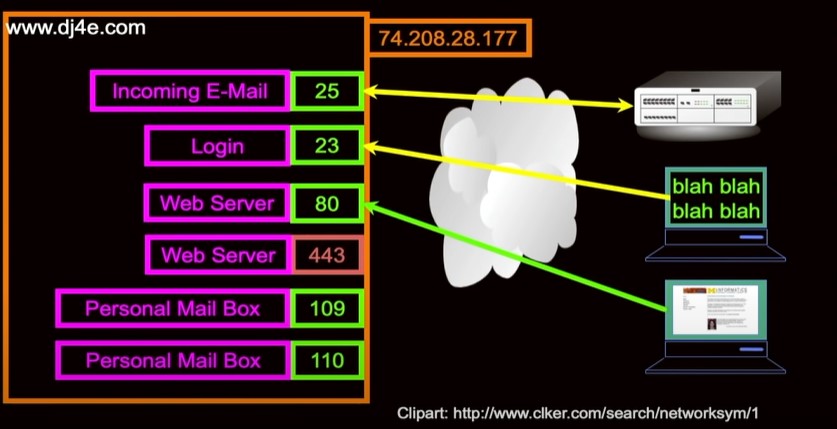 www.dj4e.com
74.208.28.177
Incoming E-Mail 25
Login 23
Web Server 80
Web Server 443
Personal Mail Box 109
Personal Mail Box 110
blah blah
blah blah
Clipart: http://www.clker.com/search/networksym/1